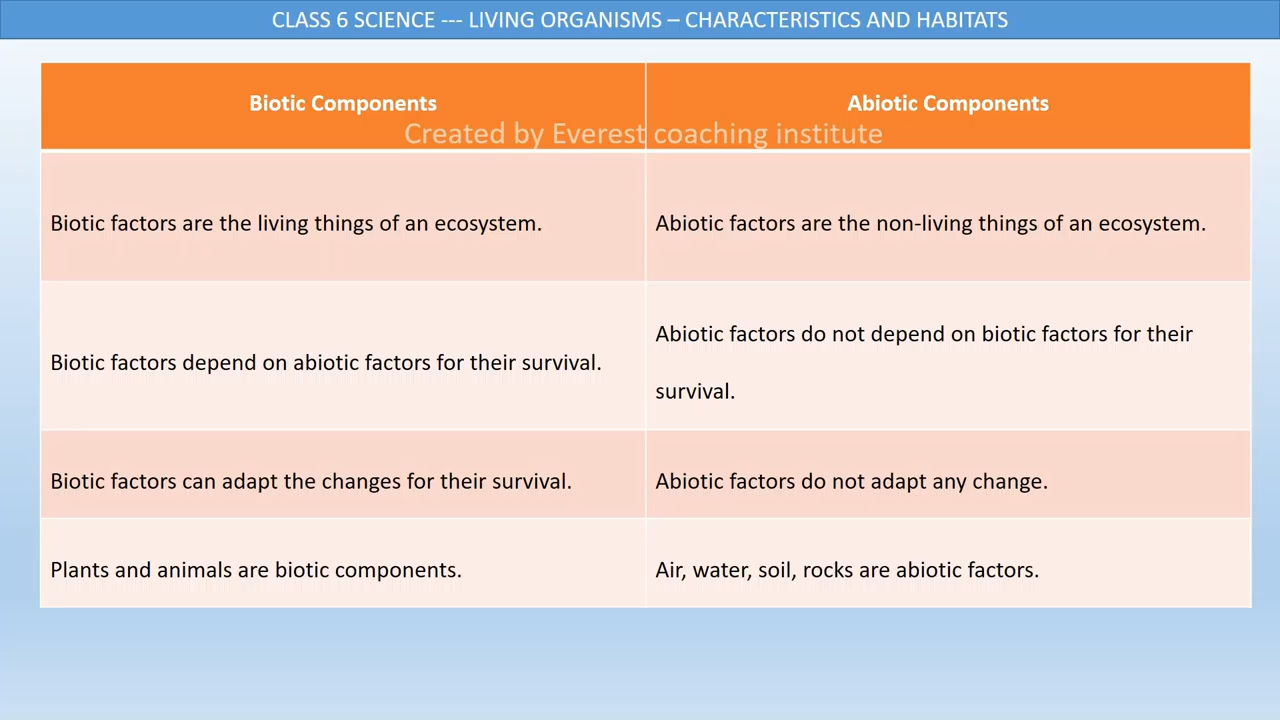 CLASS 6 SCIENCE --- LIVING ORGANISMS – CHARACTERISTICS AND HABITATS
Biotic Components
Abiotic Components
Created by Everest coaching institute
Biotic factors are the living things of an ecosystem.
Abiotic factors are the non-living things of an ecosystem.
Biotic factors depend on abiotic factors for their survival.
Abiotic factors do not depend on biotic factors for their
survival.
Biotic factors can adapt the changes for their survival.
Abiotic factors do not adapt any change.
Plants and animals are biotic components.
Air, water, soil, rocks are abiotic factors.